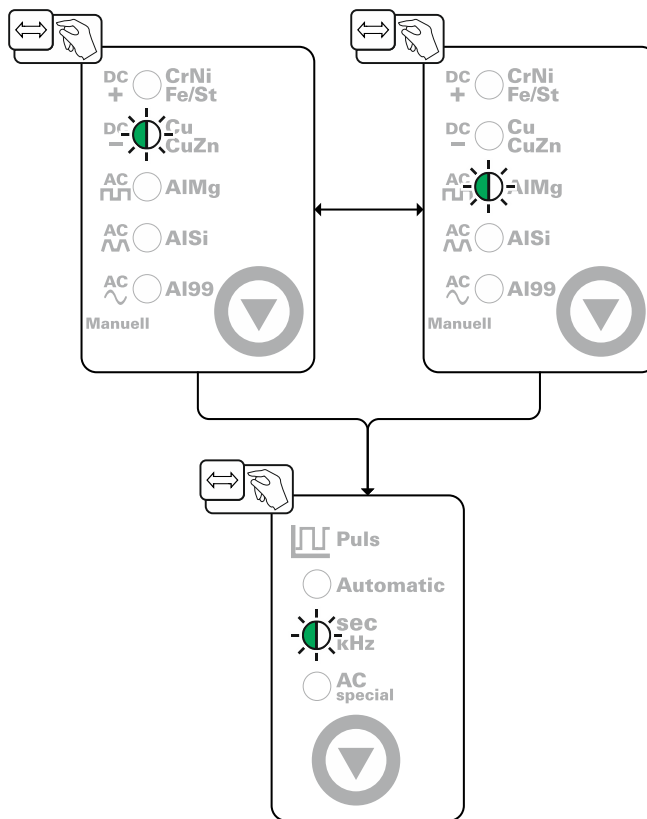 DC + CrNi
Fe/St
DC − Cu
CuZn
AC AlMg
AC AlSi
AC Al99
Manuell
DC + CrNi
Fe/St
DC − Cu
CuZn
AC AlMg
AC AlSi
AC Al99
Manuell
Puls
Automatic
sec
кHz
AC
special